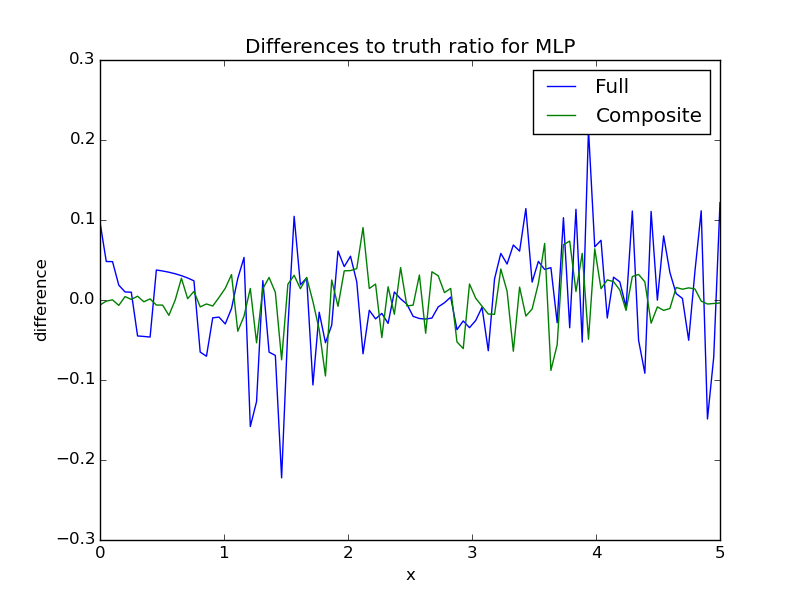 Differences to truth ratio for MLP
Full
Composite
0.3
0.2
0.1
0.0
−0.1
−0.2
−0.3
difference
0 1 2 3 4 5
x